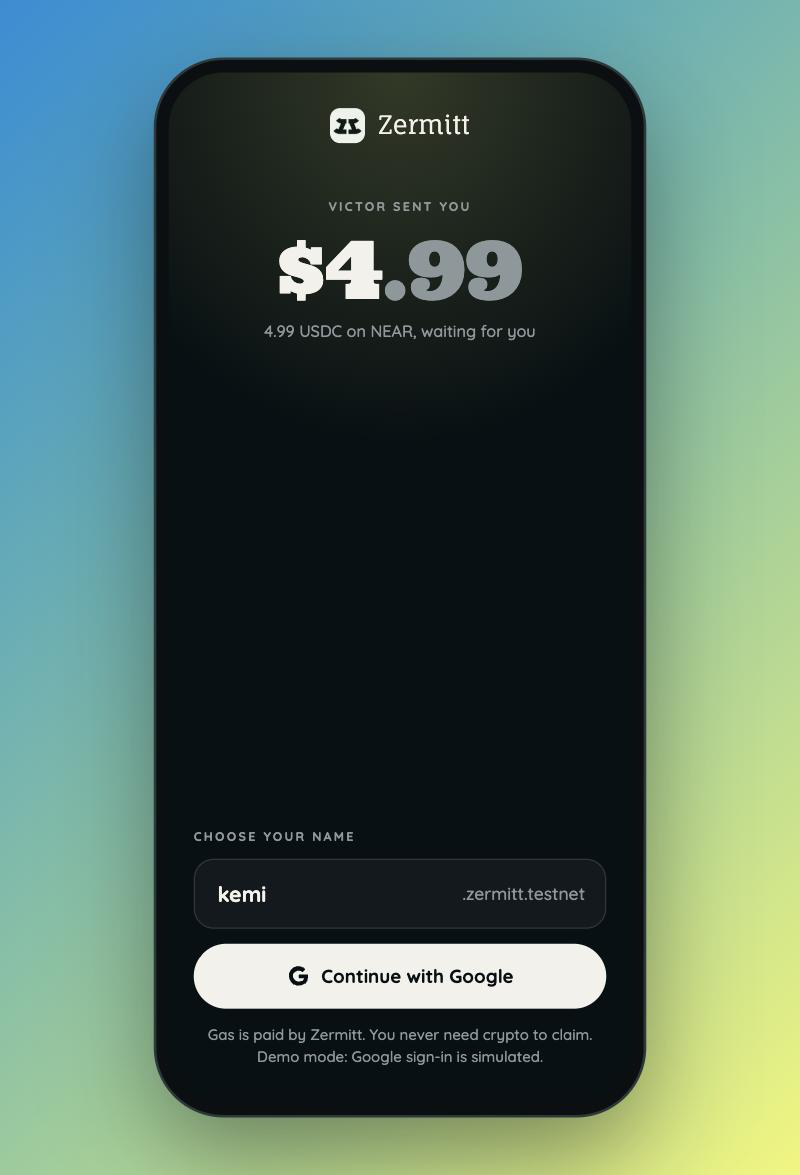 Zermitt
VICTOR SENT YOU
$4.99
4.99 USDC on NEAR, waiting for you
CHOOSE YOUR NAME
kemi .zermitt.testnet
G Continue with Google
Gas is paid by Zermitt. You never need crypto to claim.
Demo mode: Google sign-in is simulated.